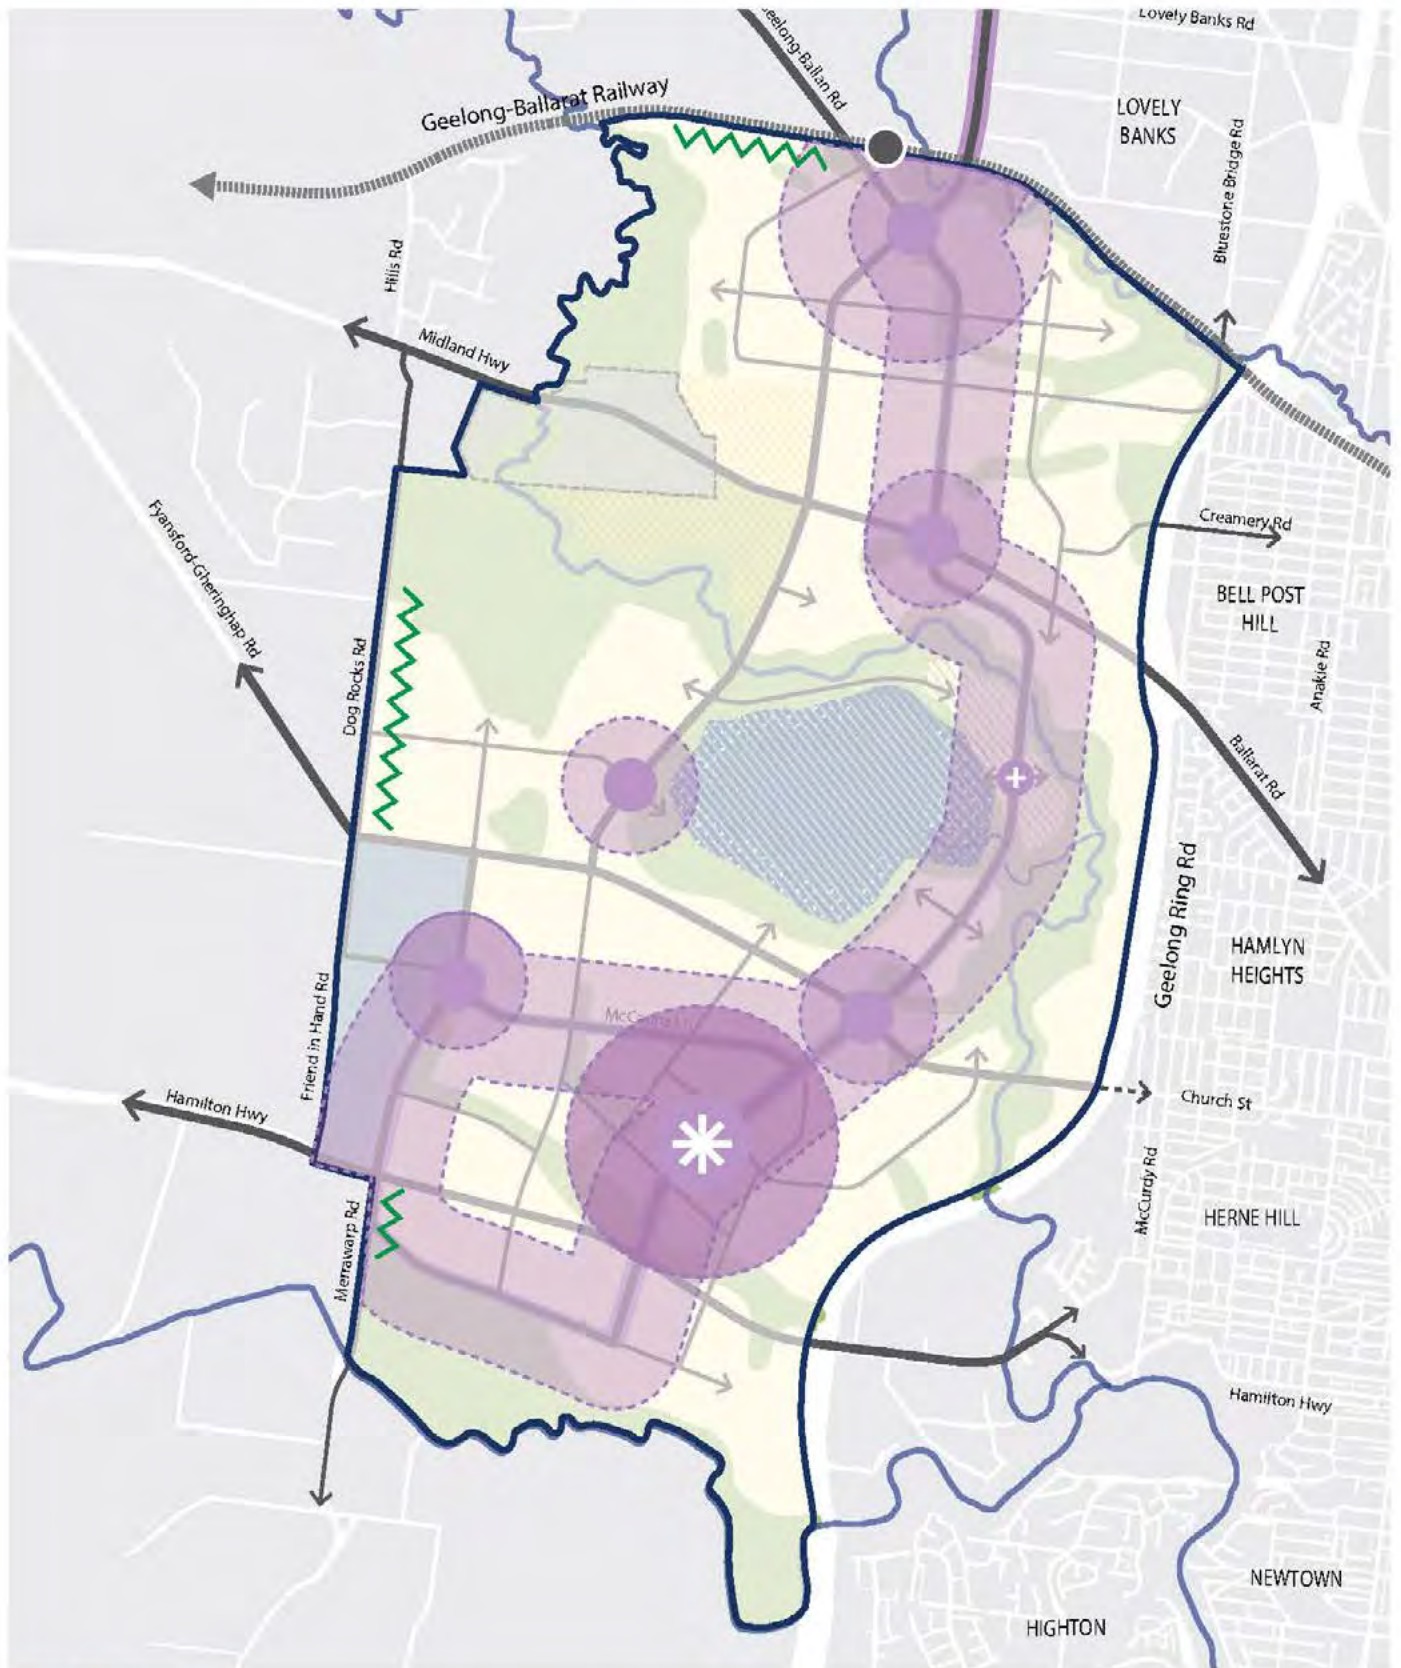 Lovely Banks Rd
Geelong-Ballan Rd
Geelong-Ballarat Railway
LOVELY
BANKS
Bluestone Bridge Rd
Hills Rd
Midland Hwy
Fyansford-Gheringhap Rd
Creamery Rd
BELL POST
HILL
Anakie Rd
Dog Rocks Rd
Ballarat Rd
Geelong Ring Rd
HAMLYN
HEIGHTS
Friend in Hand Rd
Hamilton Hwy
Church St
McCurdy Rd
HERNE HILL
Merrawarp Rd
Hamilton Hwy
NEWTOWN
HIGHTON